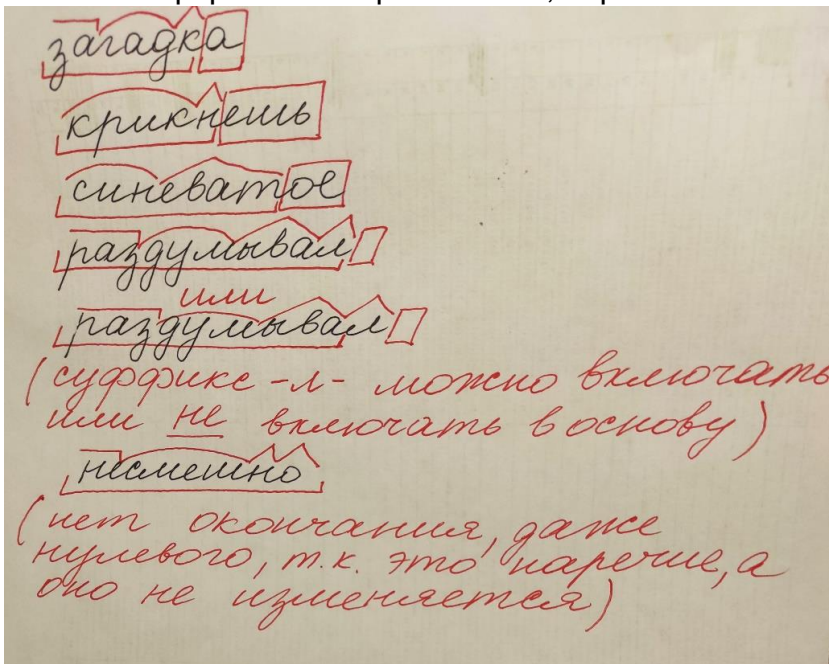 загадка
крикнешь
синеватое
раздумывал
или
раздумывал
(суффикс -л- можно включать
или не включать в основу)
несмешно
(нет окончания, даже
нулевого, т.к. это наречие, а
оно не изменяется)